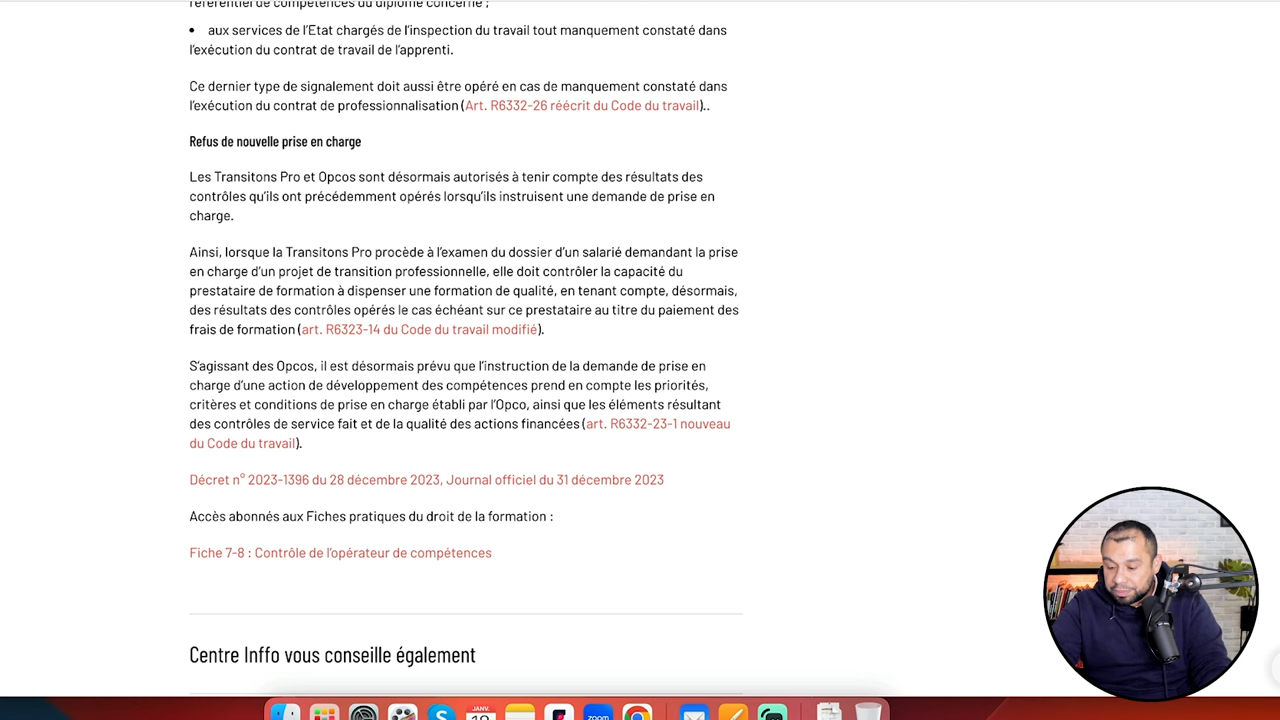 référentiel de compétences du diplôme concerné ;
• aux services de l’Etat chargés de l’inspection du travail tout manquement constaté dans
l’exécution du contrat de travail de l’apprenti.
Ce dernier type de signalement doit aussi être opéré en cas de manquement constaté dans
l’exécution du contrat de professionnalisation (Art. R6332-26 réécrit du Code du travail)..
Refus de nouvelle prise en charge
Les Transitons Pro et Opcos sont désormais autorisés à tenir compte des résultats des
contrôles qu’ils ont précédemment opérés lorsqu’ils instruisent une demande de prise en
charge.
Ainsi, lorsque la Transitons Pro procède à l’examen du dossier d’un salarié demandant la prise
en charge d’un projet de transition professionnelle, elle doit contrôler la capacité du
prestataire de formation à dispenser une formation de qualité, en tenant compte, désormais,
des résultats des contrôles opérés le cas échéant sur ce prestataire au titre du paiement des
frais de formation (art. R6323-14 du Code du travail modifié).
S’agissant des Opcos, il est désormais prévu que l’instruction de la demande de prise en
charge d’une action de développement des compétences prend en compte les priorités,
critères et conditions de prise en charge établi par l’Opco, ainsi que les éléments résultant
des contrôles de service fait et de la qualité des actions financées (art. R6332-23-1 nouveau
du Code du travail).
Décret n° 2023-1396 du 28 décembre 2023, Journal officiel du 31 décembre 2023
Accès abonnés aux Fiches pratiques du droit de la formation :
Fiche 7-8 : Contrôle de l’opérateur de compétences
Centre Inffo vous conseille également
JANV.
zoom